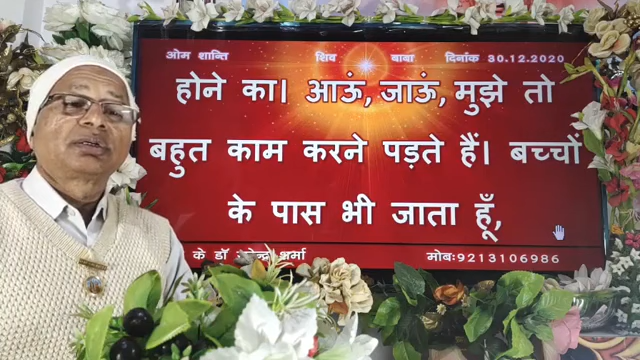 ओम शान्ति शिव बाबा दिनांक 30.12.2020
होने का। आऊं, जाऊं, मुझे तो
बहुत काम करने पड़ते हैं। बच्चों
के पास भी जाता हूँ,
के डॉ शर्मा मोबः9213106986